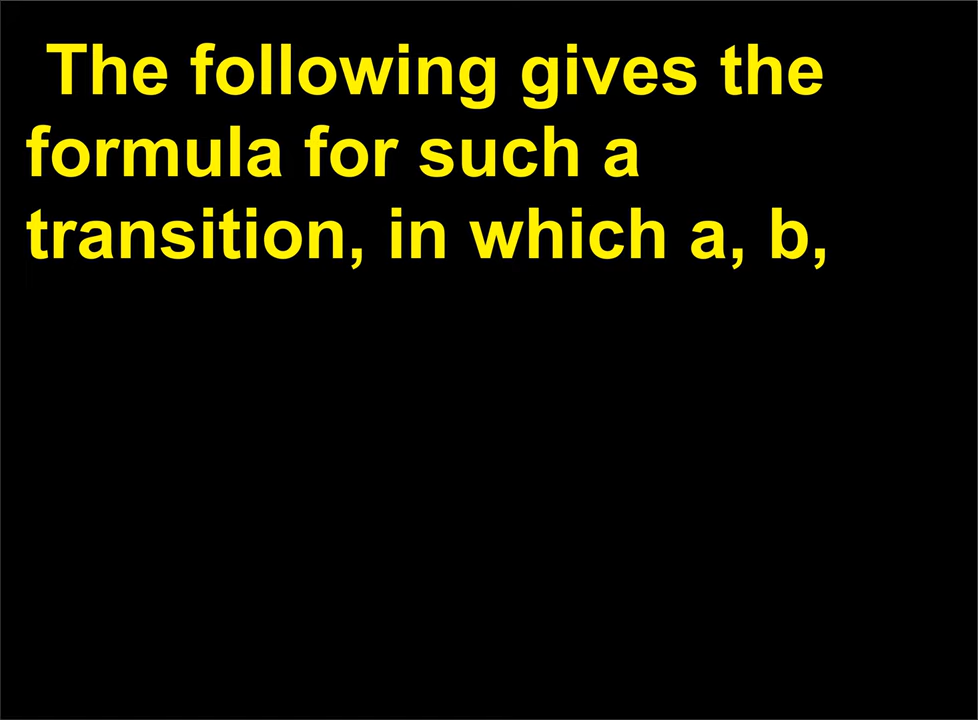 The following gives the
formula for such a
transition, in which a, b,